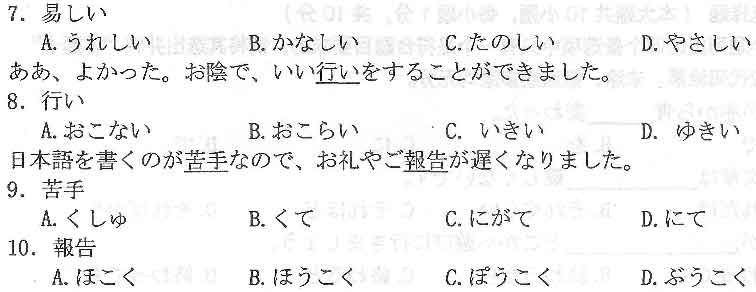 7. 易しい
A. うれしい B. かなしい C. たのしい D. やさしい
ああ、よかった。お陰で、いい行いをすることができました。
8. 行い
A. おこない B. おこらい C. いきい D. ゆきい
日本語を書くのが苦手なので、お礼やご報告が遅くなりました。
9. 苦手
A. くしゅ B. くて C. にがて D. にて
10. 報告
A. ほこく B. ほうこく C. ぽうこく D. ぶうこく